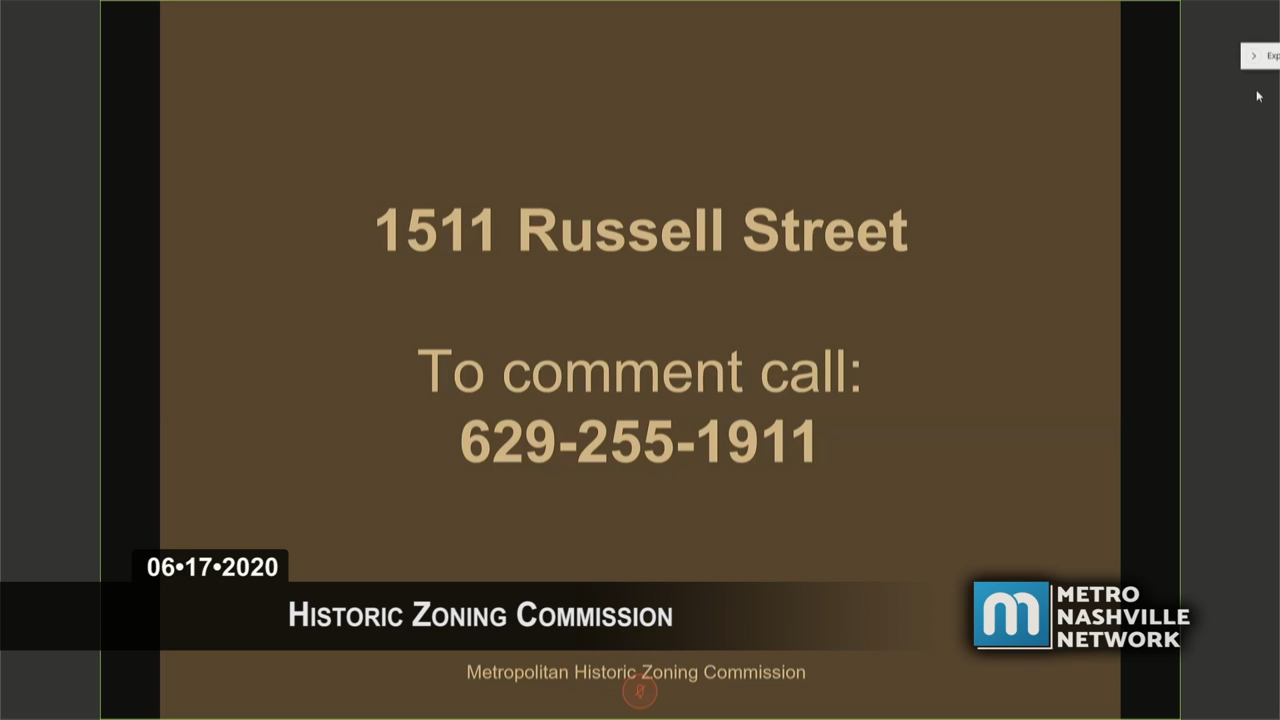 Exp
1511 Russell Street
To comment call:
629-255-1911
06•17•2020
Historic Zoning Commission
METRO
NASHVILLE
NETWORK
Metropolitan Historic Zoning Commission